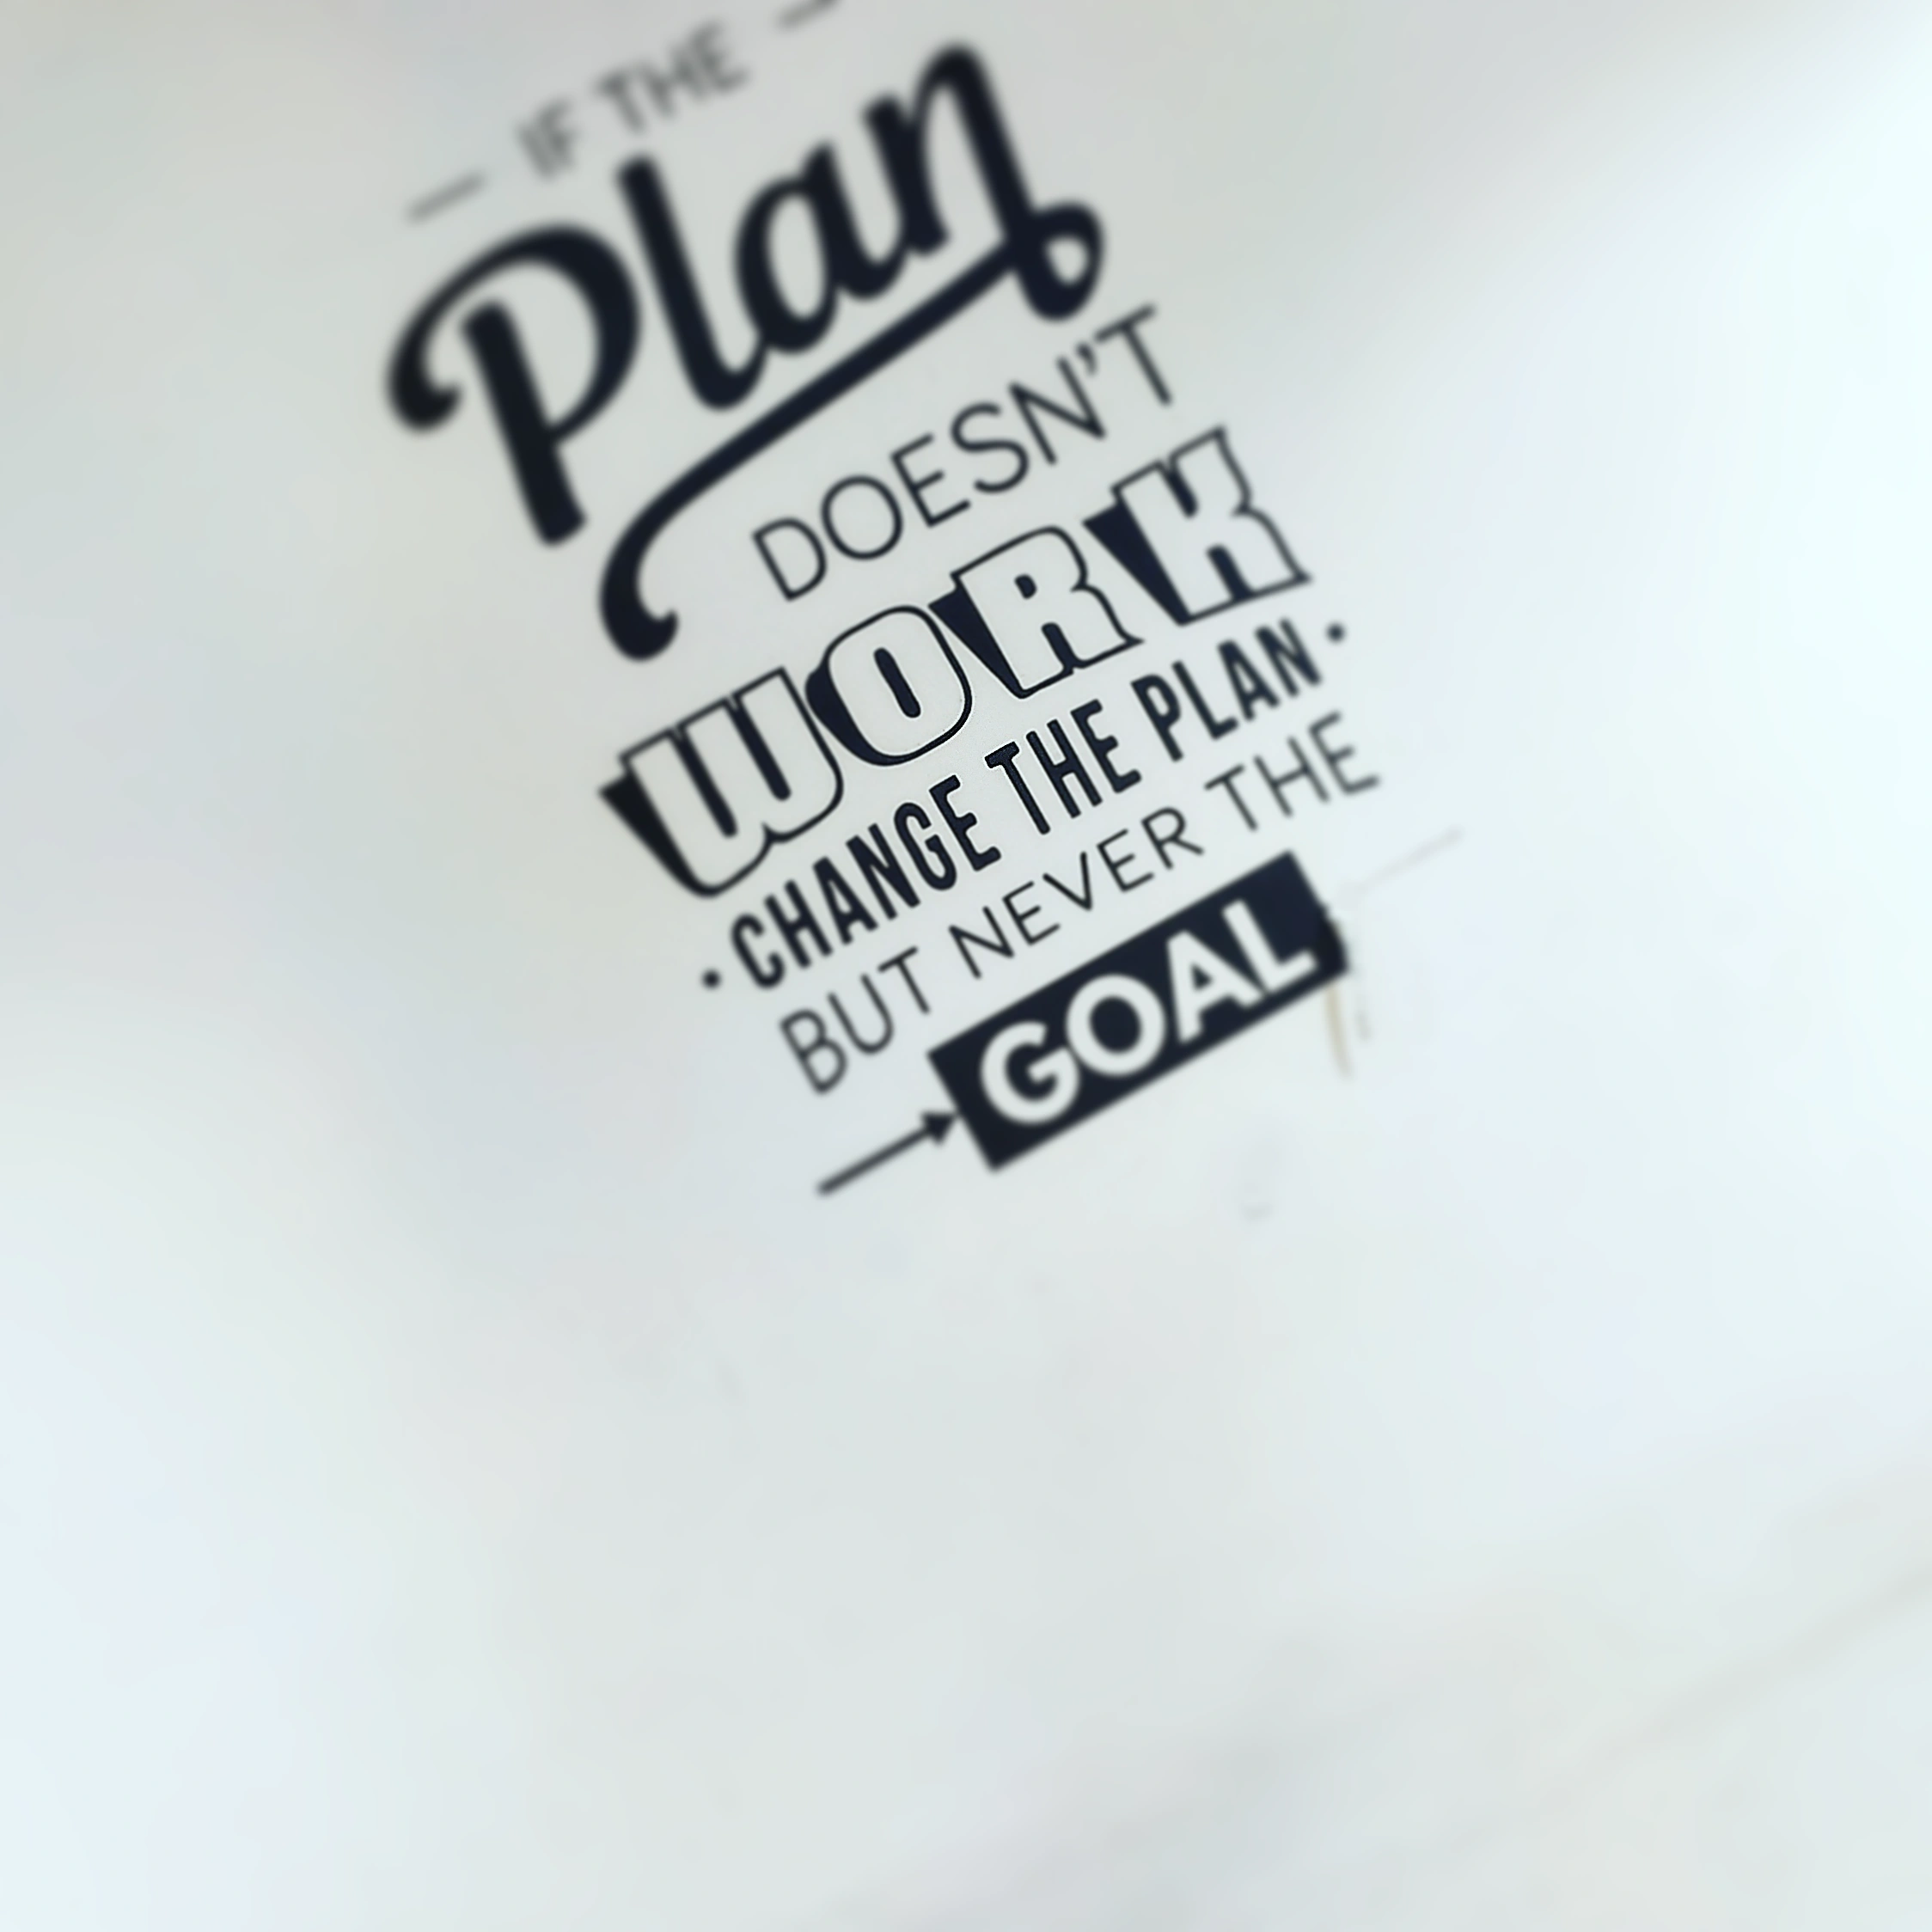 IF THE
Plan
DOESN'T
WORK
• CHANGE THE PLAN •
BUT NEVER THE
GOAL